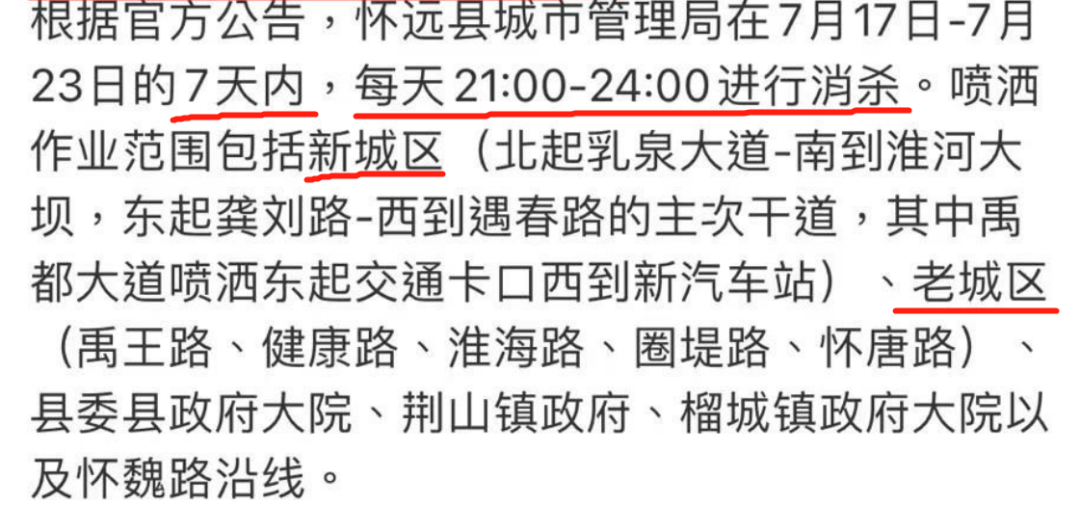 根据官方公告，怀远县城市管理局在7月17日-7月
23日的7天内，每天21:00-24:00进行消杀。喷洒
作业范围包括新城区（北起乳泉大道-南到淮河大
坝，东起龚刘路-西到遇春路的主次干道，其中禹
都大道喷洒东起交通卡口西到新汽车站）、老城区
（禹王路、健康路、淮海路、圈堤路、怀唐路）、
县委县政府大院、荆山镇政府、榴城镇政府大院以
及怀魏路沿线。